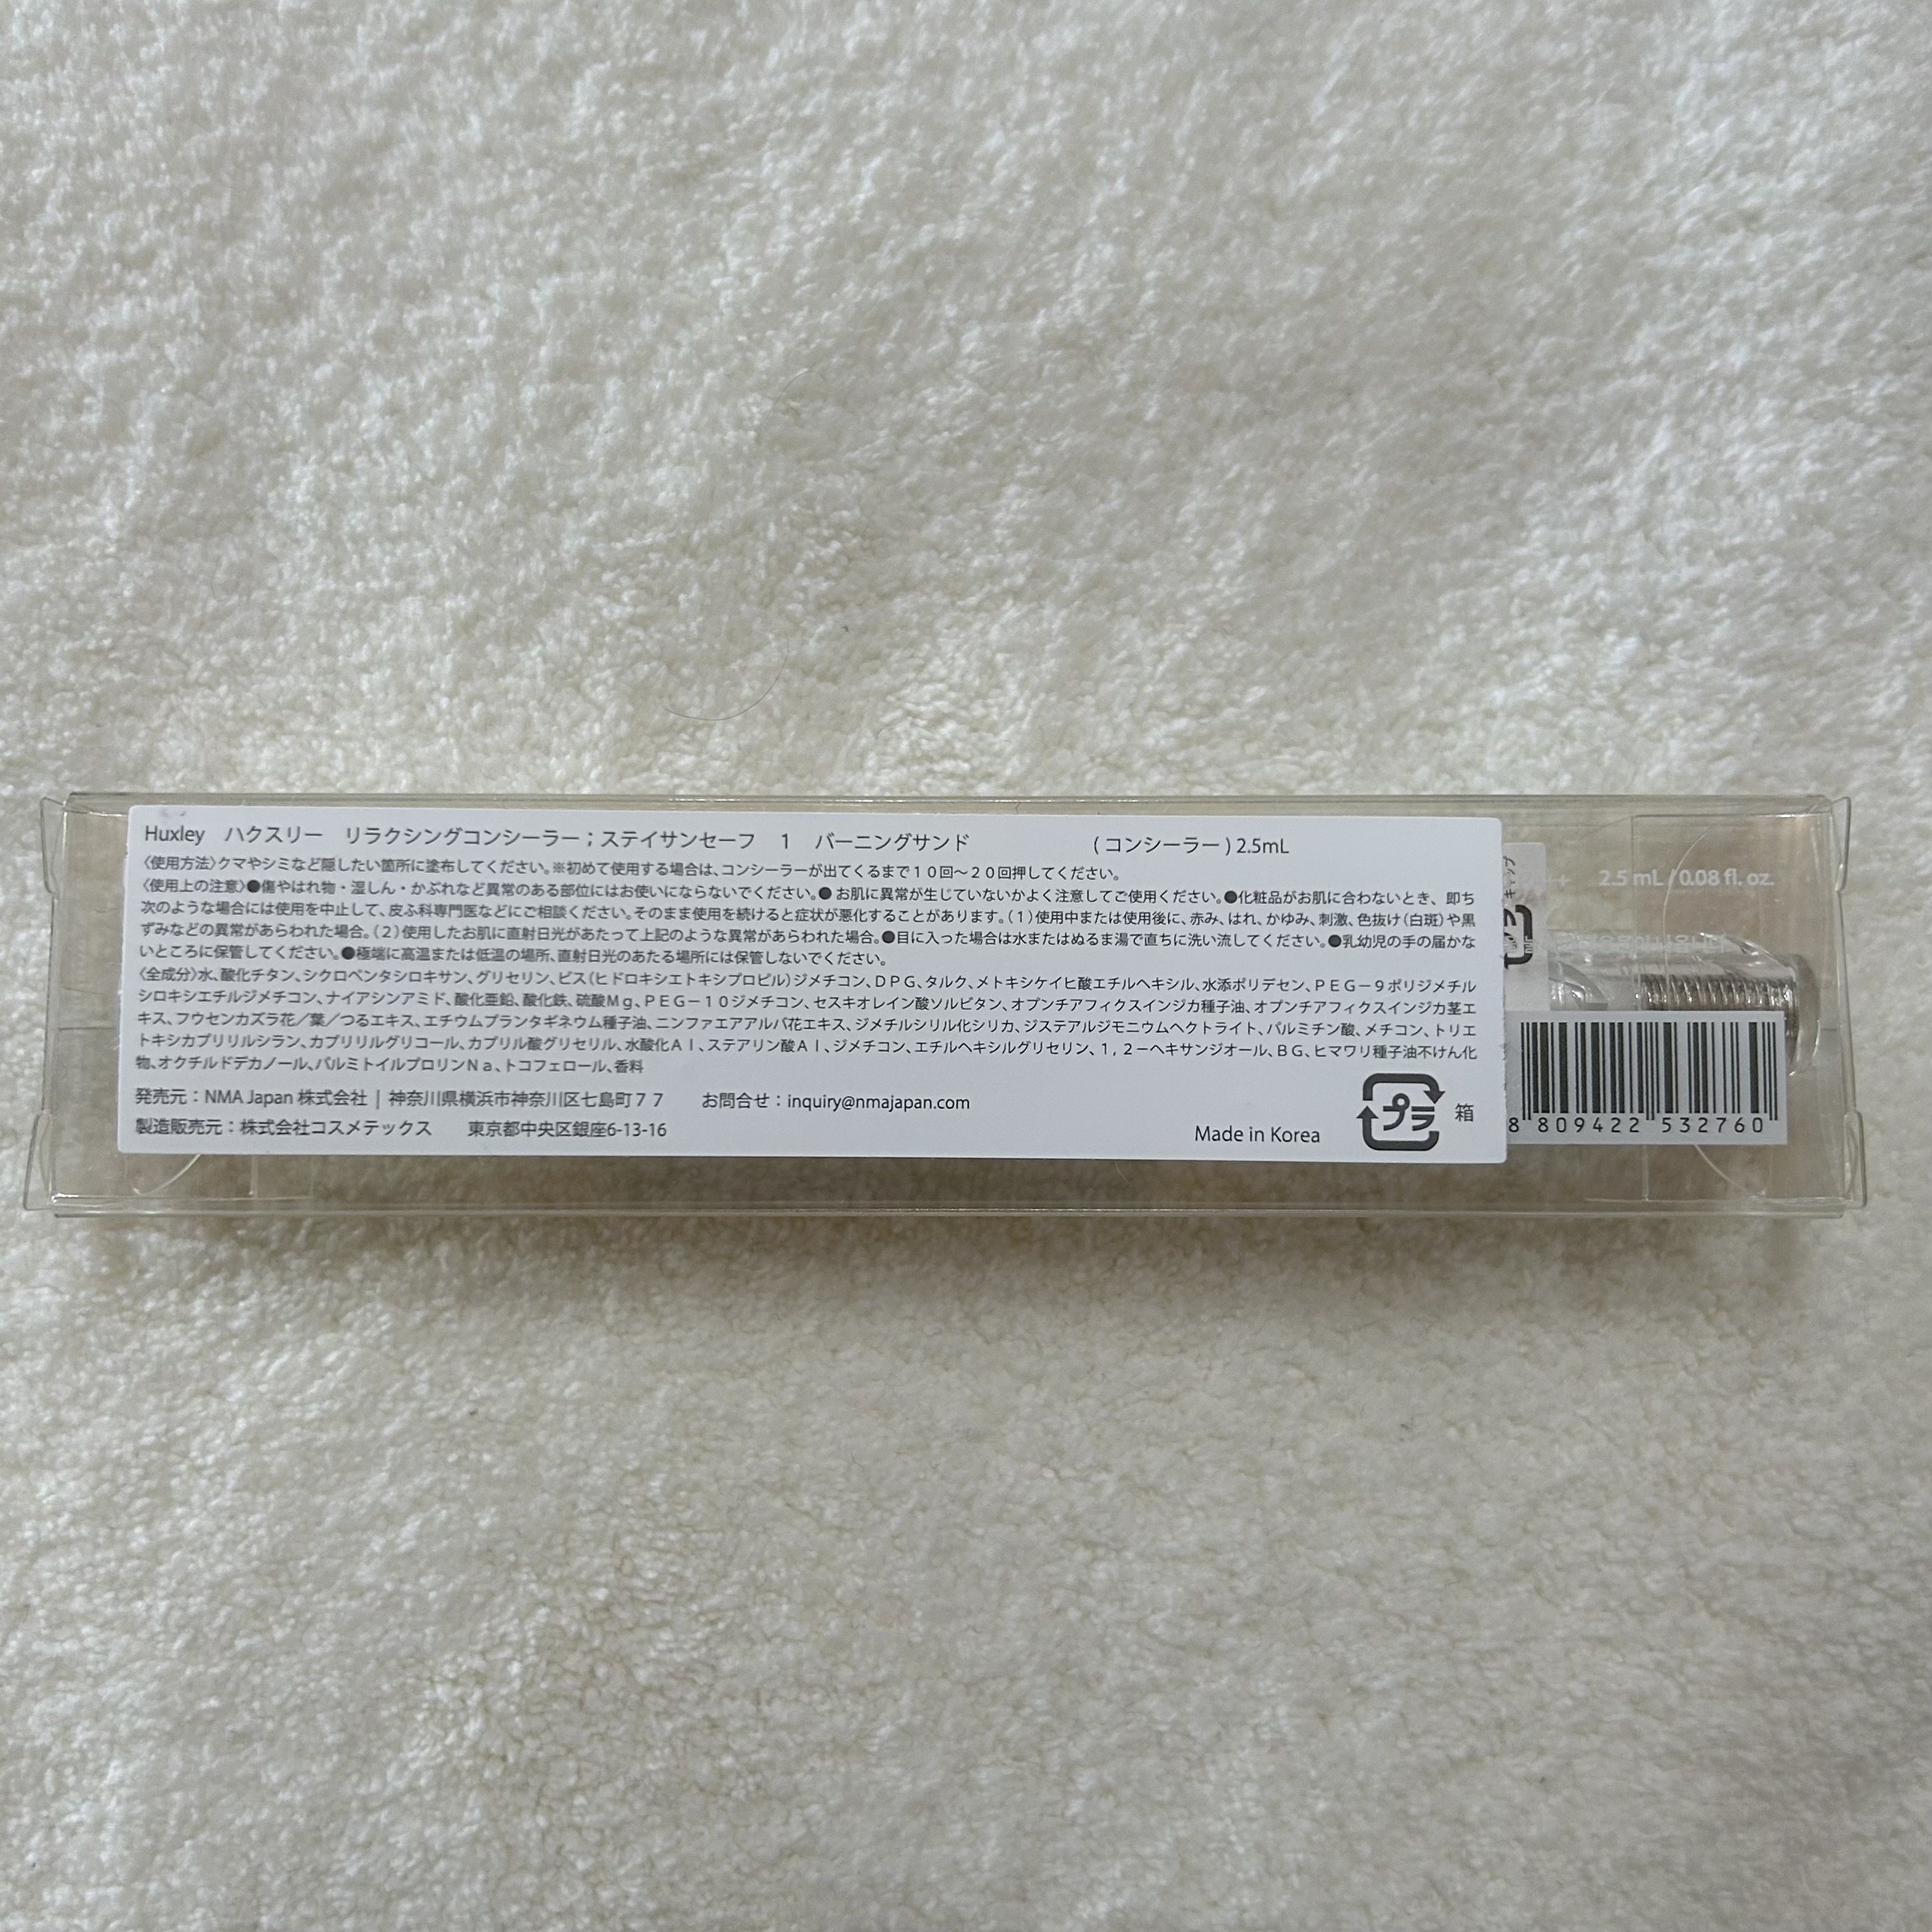 Huxley ハクスリー リラクシングコンシーラー；ステイサンセーフ 1 バーニングサンド (コンシーラー) 2.5mL
〈使用方法〉クマやシミなど隠したい箇所に塗布してください。※初めて使用する場合は、コンシーラーが出てくるまで１０回～２０回押してください。
〈使用上の注意〉●傷やはれ物・湿しん・かぶれなど異常のある部位にはお使いにならないでください。● お肌に異常が生じていないかよく注意してご使用ください。●化粧品がお肌に合わないとき、即ち
次のような場合には使用を中止して、皮ふ科専門医などにご相談ください。そのまま使用を続けると症状が悪化することがあります。（1）使用中または使用後に、赤み、はれ、かゆみ、刺激、色抜け（白斑）や黒
ずみなどの異常があらわれた場合。（2）使用したお肌に直射日光があたって上記のような異常があらわれた場合。●目に入った場合は水またはぬるま湯で直ちに洗い流してください。●乳幼児の手の届かな
いところに保管してください。●極端に高温または低温の場所、直射日光のあたる場所には保管しないでください。
〈全成分〉水、酸化チタン、シクロペンタシロキサン、グリセリン、ビス（ヒドロキシエトキシプロピル）ジメチコン、ＤＰＧ、タルク、メトキシケイヒ酸エチルヘキシル、水添ポリデセン、ＰＥＧ－９ポリジメチル
シロキシエチルジメチコン、ナイアシンアミド、酸化亜鉛、酸化鉄、硫酸Ｍｇ、ＰＥＧ－１０ジメチコン、セスキオレイン酸ソルビタン、オプンチアフィクスインジカ種子油、オプンチアフィクスインジカ茎エ
キス、フウセンカズラ花／葉／つるエキス、エチウムプランタギネウム種子油、ニンファエアアルバ花エキス、ジメチルシリル化シリカ、ジステアルジモニウムヘクトライト、パルミチン酸、メチコン、トリエ
トキシカプリリルシラン、カプリリルグリコール、カプリル酸グリセリル、水酸化Ａｌ、ステアリン酸Ａｌ、ジメチコン、エチルヘキシルグリセリン、１，２－ヘキサンジオール、ＢＧ、ヒマワリ種子油不けん化
物、オクチルドデカノール、パルミトイルプロリンＮａ、トコフェロール、香料
発売元：NMA Japan 株式会社 | 神奈川県横浜市神奈川区七島町７７ お問合せ：inquiry@nmajapan.com
製造販売元：株式会社コスメテックス 東京都中央区銀座6-13-16
Made in Korea
プラ 箱
キャップ
++ 2.5 mL / 0.08 fl. oz.
8 809422 532760